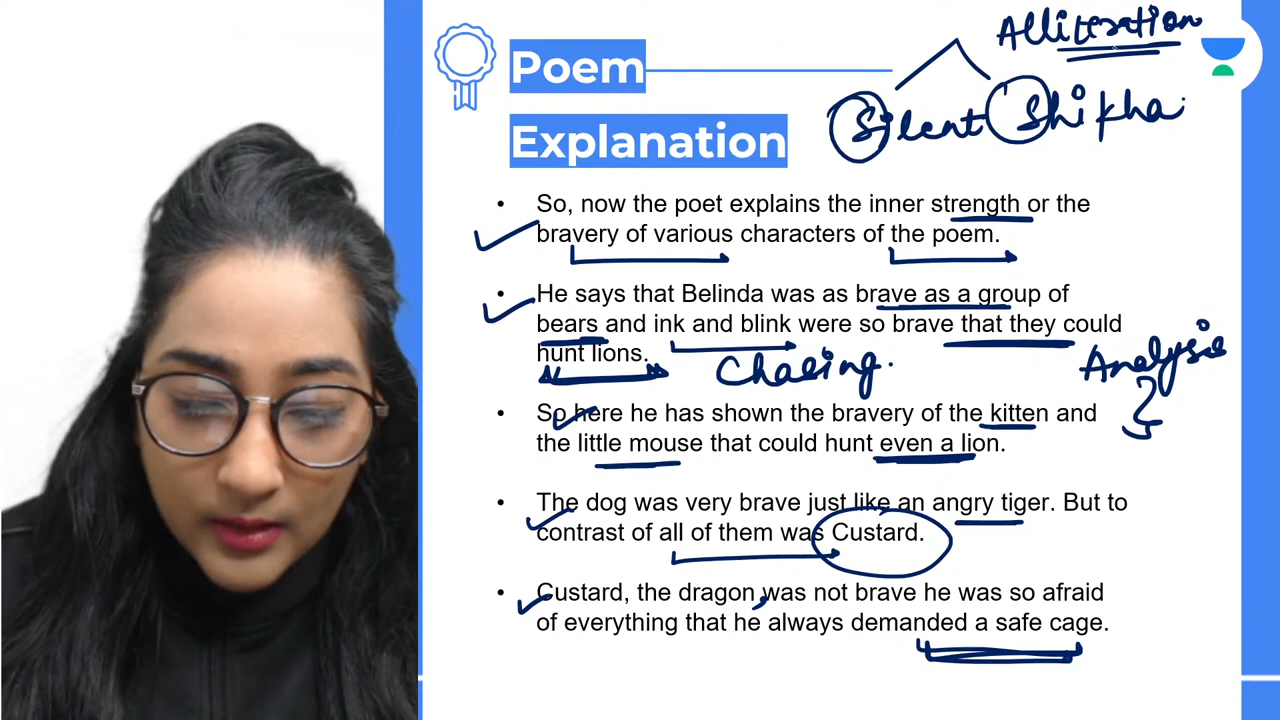 Alliteration
Poem
Silent Shikha
Explanation
• So, now the poet explains the inner strength or the
bravery of various characters of the poem.
• He says that Belinda was as brave as a group of
bears and ink and blink were so brave that they could
hunt lions.
Chasing.
Analysis
• So here he has shown the bravery of the kitten and
the little mouse that could hunt even a lion.
• The dog was very brave just like an angry tiger. But to
contrast of all of them was Custard.
• Custard, the dragon, was not brave he was so afraid
of everything that he always demanded a safe cage.